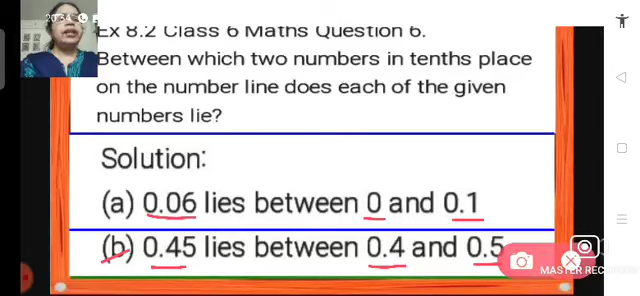 20:34
Ex 8.2 Class 6 Maths Question 6.
Between which two numbers in tenths place
on the number line does each of the given
numbers lie?
Solution:
(a) 0.06 lies between 0 and 0.1
(b) 0.45 lies between 0.4 and 0.5
MASTER REC